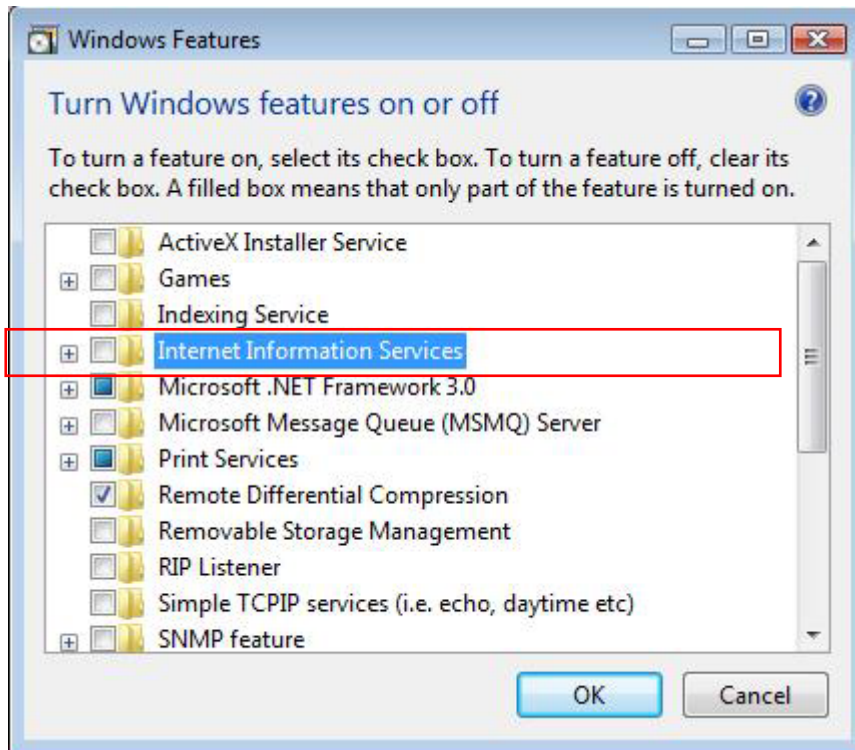 Windows Features
Turn Windows features on or off
To turn a feature on, select its check box. To turn a feature off, clear its
check box. A filled box means that only part of the feature is turned on.
ActiveX Installer Service
Games
Indexing Service
Internet Information Services
Microsoft .NET Framework 3.0
Microsoft Message Queue (MSMQ) Server
Print Services
Remote Differential Compression
Removable Storage Management
RIP Listener
Simple TCPIP services (i.e. echo, daytime etc)
SNMP feature
OK Cancel